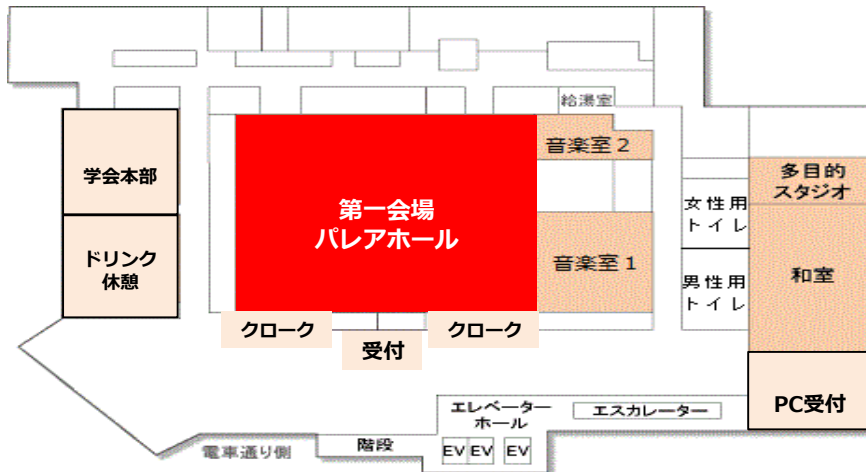 給湯室
音楽室２
学会本部
第一会場
パレアホール
多目的
スタジオ
女性用
トイレ
ドリンク
休憩
音楽室１
男性用
トイレ
和室
クローク
受付
クローク
PC受付
エレベーター
ホール
エスカレーター
階段
電車通り側
EV
EV
EV